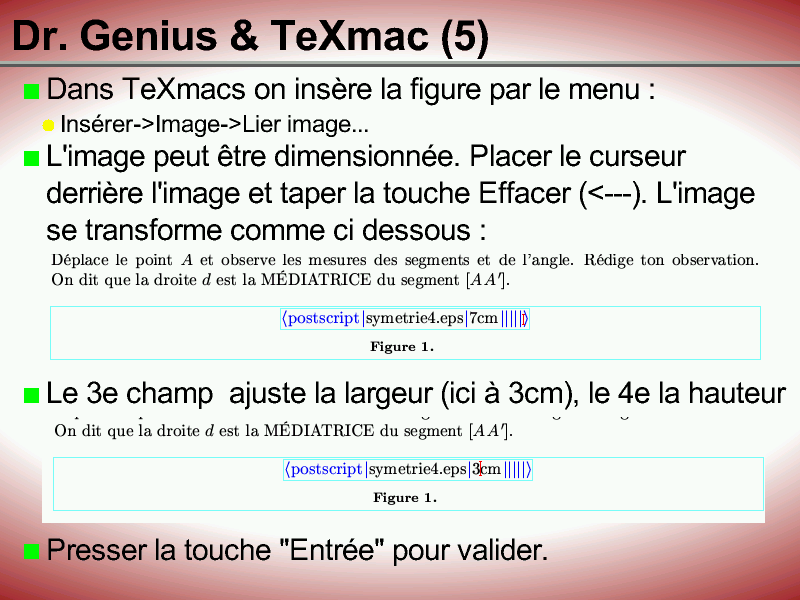 Dr. Genius & TeXmac (5)
Dans TeXmacs on insère la figure par le menu :
Insérer->Image->Lier image...
L'image peut être dimensionnée. Placer le curseur
derrière l'image et taper la touche Effacer (<---). L'image
se transforme comme ci dessous :
Déplace le point A et observe les mesures des segments et de l'angle. Rédige ton observation.
On dit que la droite d est la MÉDIATRICE du segment [AA′].
⟨postscript|symetrie4.eps|7cm|||||⟩
Figure 1.
Le 3e champ ajuste la largeur (ici à 3cm), le 4e la hauteur
On dit que la droite d est la MÉDIATRICE du segment [AA′].
⟨postscript|symetrie4.eps|3cm|||||⟩
Figure 1.
Presser la touche "Entrée" pour valider.